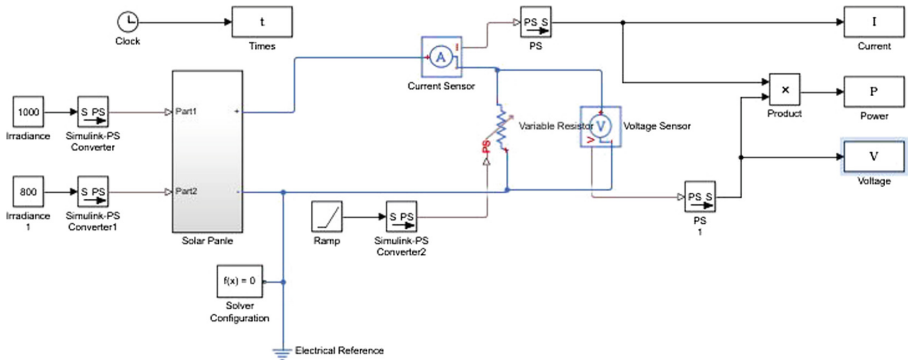 t
Clock
Times
PS S
PS
I
Current
A
I
Current Sensor
1000
S PS
Part1
+
Irradiance
Simulink-PS
Converter
×
Product
P
Power
PS
Variable Resistor
V
V
Voltage Sensor
V
Voltage
800
S PS
Part2
-
Irradiance
1
Simulink-PS
Converter1
Solar Panle
Ramp
S PS
Simulink-PS
Converter2
PS S
PS
1
f(x) = 0
Solver
Configuration
Electrical Reference